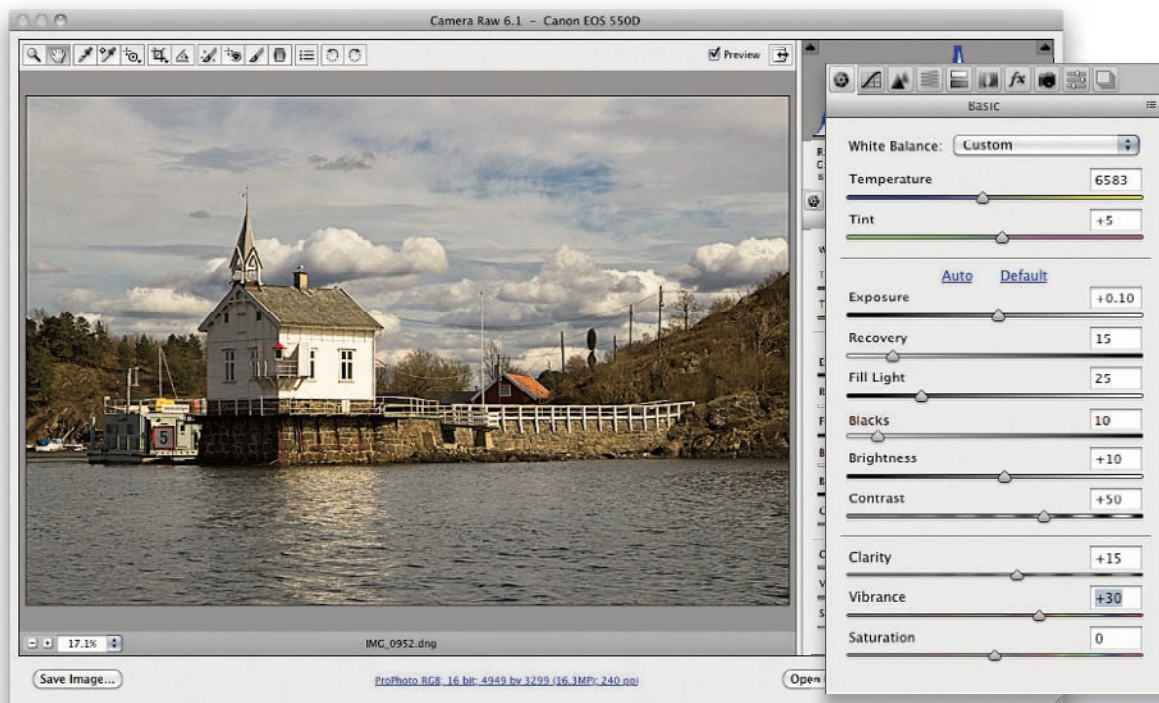 Camera Raw 6.1 – Canon EOS 550D
Preview
5
17.1%
IMG_0952.dng
Save Image...
ProPhoto RGB; 16 bit; 4949 by 3299 (16.3MP); 240 ppi
Open
fx
Basic
White Balance: Custom
Temperature 6583
Tint +5
Auto Default
Exposure +0.10
Recovery 15
Fill Light 25
Blacks 10
Brightness +10
Contrast +50
Clarity +15
Vibrance +30
Saturation 0